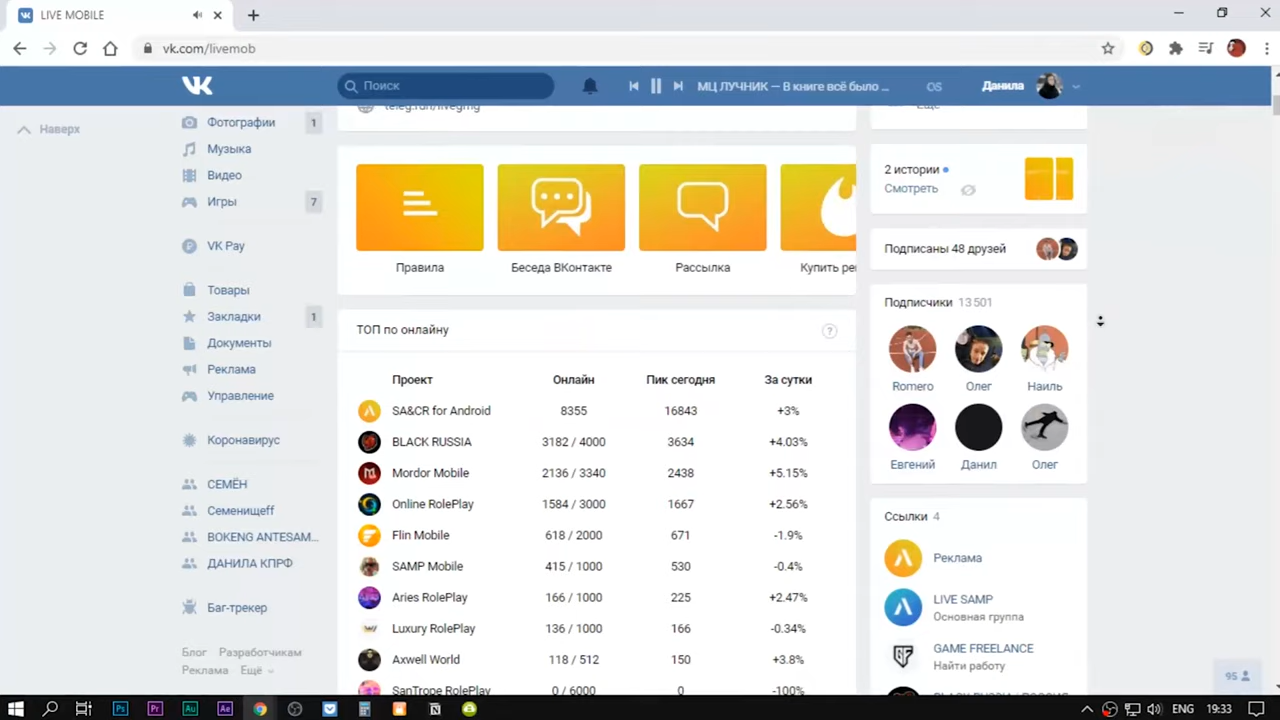 LIVE MOBILE
vk.com/livemob
Поиск
МЦ ЛУЧНИК — В книге всё было ...
OS
Данила
Наверх
Фотографии 1
Музыка
Видео
Игры 7
VK Pay
Товары
Закладки 1
Документы
Реклама
Управление
Коронавирус
СЕМЁН
Семенищеff
BOKENG ANTESAM...
ДАНИЛА КПРФ
Баг-трекер
Блог Разработчикам
Реклама Ещё
Правила
Беседа ВКонтакте
Рассылка
Купить ре
ТОП по онлайну ?
Проект Онлайн Пик сегодня За сутки
SA&CR for Android 8355 16843 +3%
BLACK RUSSIA 3182 / 4000 3634 +4.03%
Mordor Mobile 2136 / 3340 2438 +5.15%
Online RolePlay 1584 / 3000 1667 +2.56%
Flin Mobile 618 / 2000 671 -1.9%
SAMP Mobile 415 / 1000 530 -0.4%
Aries RolePlay 166 / 1000 225 +2.47%
Luxury RolePlay 136 / 1000 166 -0.34%
Axwell World 118 / 512 150 +3.8%
SanTrope RolePlay 0 / 6000 0 -100%
Ещё
2 истории
Смотреть
Подписаны 48 друзей
Подписчики 13 501
Romero Олег Наиль
Евгений Данил Олег
Ссылки 4
Реклама
LIVE SAMP
Основная группа
GAME FREELANCE
Найти работу
95
Ps Pr Au Ae
ENG 19:33